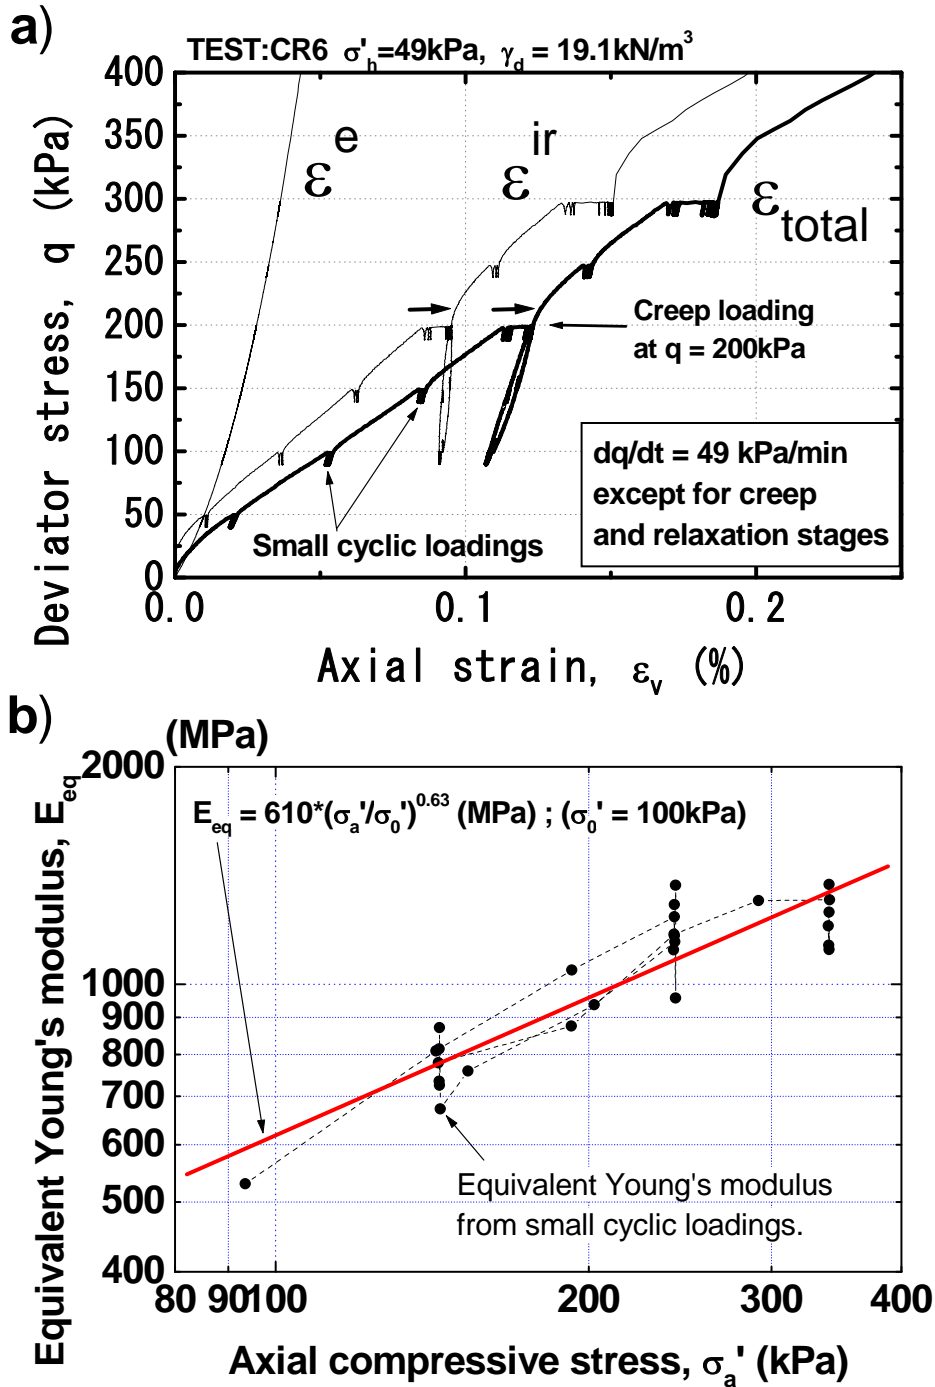 a)
TEST:CR6 σ'h=49kPa, γd = 19.1kN/m³
400
350
300
250
200
150
100
50
0
Deviator stress, q (kPa)
εe
εir
εtotal
Creep loading
at q = 200kPa
dq/dt = 49 kPa/min
except for creep
and relaxation stages
Small cyclic loadings
0.0
0.1
0.2
Axial strain, εv (%)
b)
(MPa)
2000
1000
900
800
700
600
500
400
Equivalent Young's modulus, Eeq
Eeq = 610*(σa'/σ0')^0.63 (MPa) ; (σ0' = 100kPa)
Equivalent Young's modulus
from small cyclic loadings.
80
90
100
200
300
400
Axial compressive stress, σa' (kPa)